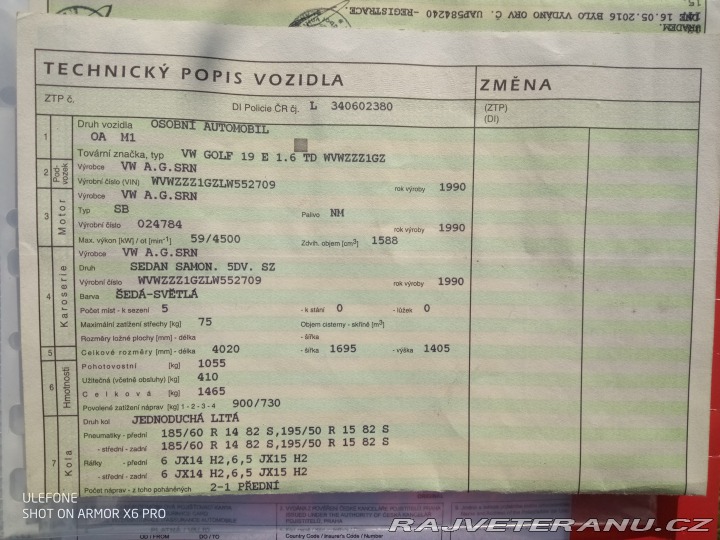 16.05.2016 BYLO VYDÁNO ORV Č. UAP584240 -REGISTRACE.
ÚŘADEM.
TECHNICKÝ POPIS VOZIDLA
ZMĚNA
ZTP č.
DI Policie ČR čj. L 340602380
(ZTP)
(DI)
1
Druh vozidla OSOBNÍ AUTOMOBIL
OA M1
Tovární značka, typ VW GOLF 19 E 1.6 TD WVWZZZ1GZ
2 Podvozek
Výrobce VW A.G.SRN
Výrobní číslo (VIN) WVWZZZ1GZLW552709 rok výroby 1990
3 Motor
Výrobce VW A.G.SRN
Typ SB Palivo NM
Výrobní číslo 024784 rok výroby 1990
Max. výkon [kW] / ot [min⁻¹] 59/4500 Zdvih. objem [cm³] 1588
4 Karoserie
Výrobce VW A.G.SRN
Druh SEDAN SAMON. 5DV. SZ
Výrobní číslo WVWZZZ1GZLW552709 rok výroby 1990
Barva ŠEDÁ-SVĚTLÁ
Počet míst - k sezení 5 - k stání 0 - lůžek 0
Maximální zatížení střechy [kg] 75 Objem cisterny - skříně [m³]
Rozměry ložné plochy [mm] - délka - šířka
5 Celkové rozměry [mm] - délka 4020 - šířka 1695 - výška 1405
6 Hmotnosti
Pohotovostní [kg] 1055
Užitečná (včetně obsluhy) [kg] 410
Celková [kg] 1465
Povolené zatížení náprav [kg] 1 - 2 - 3 - 4 900/730
7 Kola
Druh kol JEDNODUCHÁ LITÁ
Pneumatiky - přední 185/60 R 14 82 S,195/50 R 15 82 S
- střední - zadní 185/60 R 14 82 S,195/50 R 15 82 S
Ráfky - přední 6 JX14 H2,6,5 JX15 H2
- střední - zadní 6 JX14 H2,6,5 JX15 H2
Počet náprav - z toho poháněných 2-1 PŘEDNÍ
ULEFONE
SHOT ON ARMOR X6 PRO
DO / FROM DO / TO Country Code / Insurer's Code / Number
RAJVETERANU.CZ